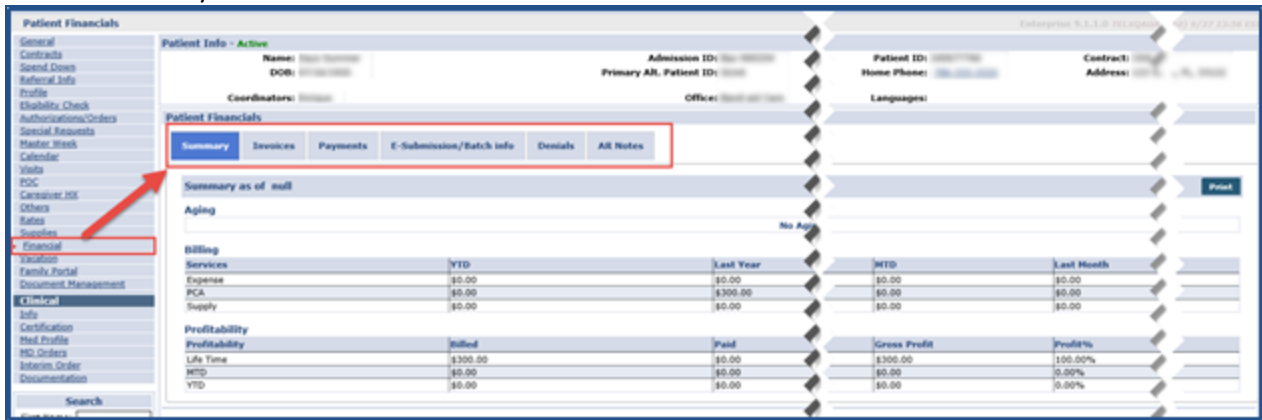 Patient Financials
Enterprise 9.1.1.0
General
Contracts
Spend Down
Referral Info
Profile
Eligibility Check
Authorizations/Orders
Special Requests
Master Week
Calendar
Visits
POC
Caregiver HX
Others
Rates
Supplies
Financial
Vacation
Family Portal
Document Management
Clinical
Info
Certification
Med Profile
MD Orders
Interim Order
Documentation
Search
Patient Info - Active
Name: Admission ID: Patient ID: Contract:
DOB: Primary Alt. Patient ID: Home Phone: Address:
Coordinators: Office: Languages:
Patient Financials
Summary Invoices Payments E-Submission/Batch info Denials AR Notes
Summary as of null Print
Aging
No
Billing
Services YTD Last Year MTD Last Month
Expense $0.00 $0.00 $0.00 $0.00
PCA $0.00 $300.00 $0.00 $0.00
Supply $0.00 $0.00 $0.00 $0.00
Profitability
Profitability Billed Paid Gross Profit Profit%
Life Time $300.00 $0.00 $300.00 100.00%
MTD $0.00 $0.00 $0.00 0.00%
YTD $0.00 $0.00 $0.00 0.00%